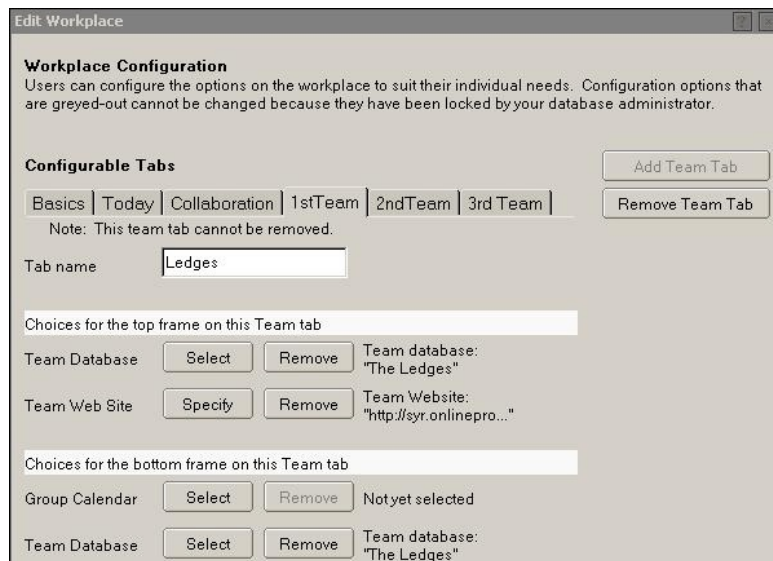 Edit Workplace
Workplace Configuration
Users can configure the options on the workplace to suit their individual needs. Configuration options that
are greyed-out cannot be changed because they have been locked by your database administrator.
Configurable Tabs
Add Team Tab
Basics Today Collaboration 1stTeam 2ndTeam 3rd Team
Remove Team Tab
Note: This team tab cannot be removed.
Tab name Ledges
Choices for the top frame on this Team tab
Team Database Select Remove Team database:
"The Ledges"
Team Web Site Specify Remove Team Website:
"http://syr.onlinepro..."
Choices for the bottom frame on this Team tab
Group Calendar Select Remove Not yet selected
Team Database Select Remove Team database:
"The Ledges"